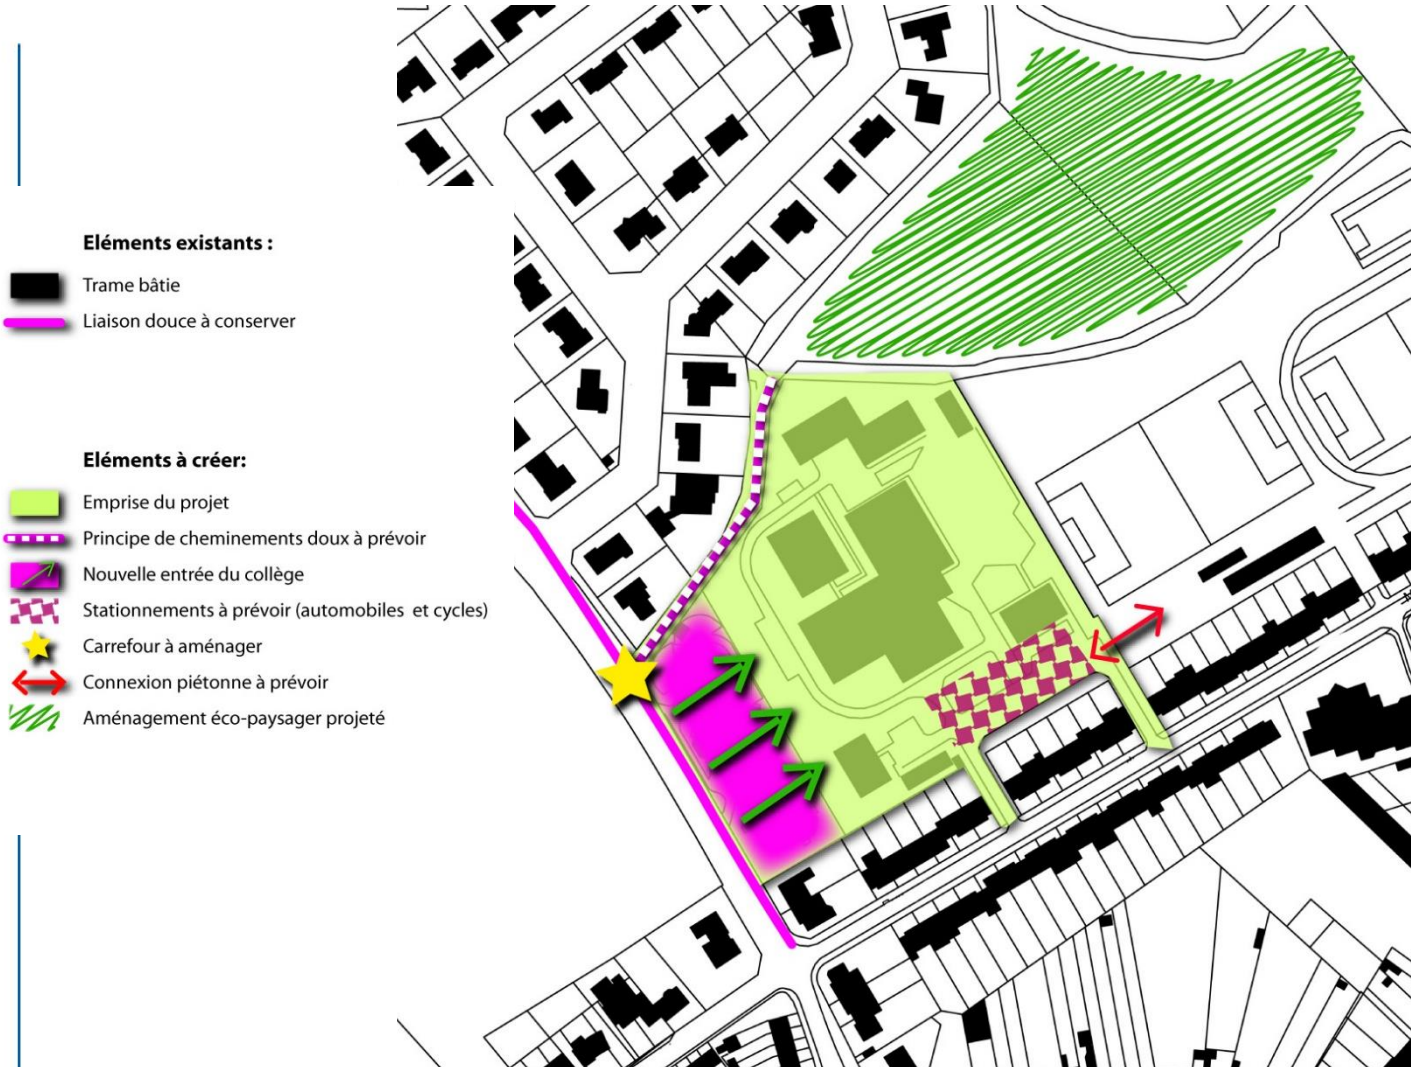 Eléments existants :
Trame bâtie
Liaison douce à conserver
Eléments à créer:
Emprise du projet
Principe de cheminements doux à prévoir
Nouvelle entrée du collège
Stationnements à prévoir (automobiles et cycles)
Carrefour à aménager
Connexion piétonne à prévoir
Aménagement éco-paysager projeté